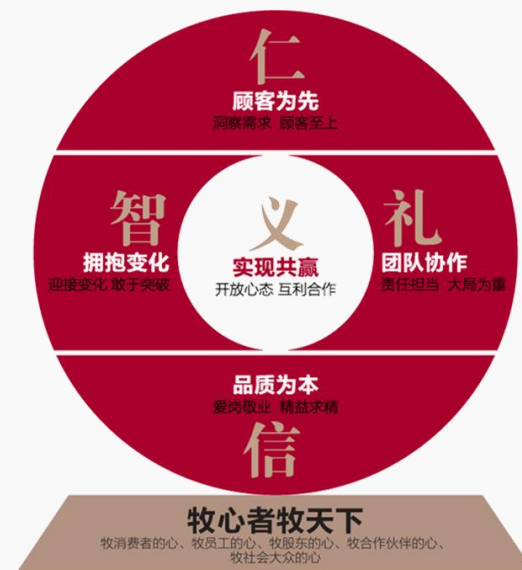 仁
顾客为先
洞察需求 顾客至上
智
拥抱变化
迎接变化 敢于突破
义
实现共赢
开放心态 互利合作
礼
团队协作
责任担当 大局为重
品质为本
爱岗敬业 精益求精
信
牧心者牧天下
牧消费者的心、牧员工的心、牧股东的心、牧合作伙伴的心、
牧社会大众的心